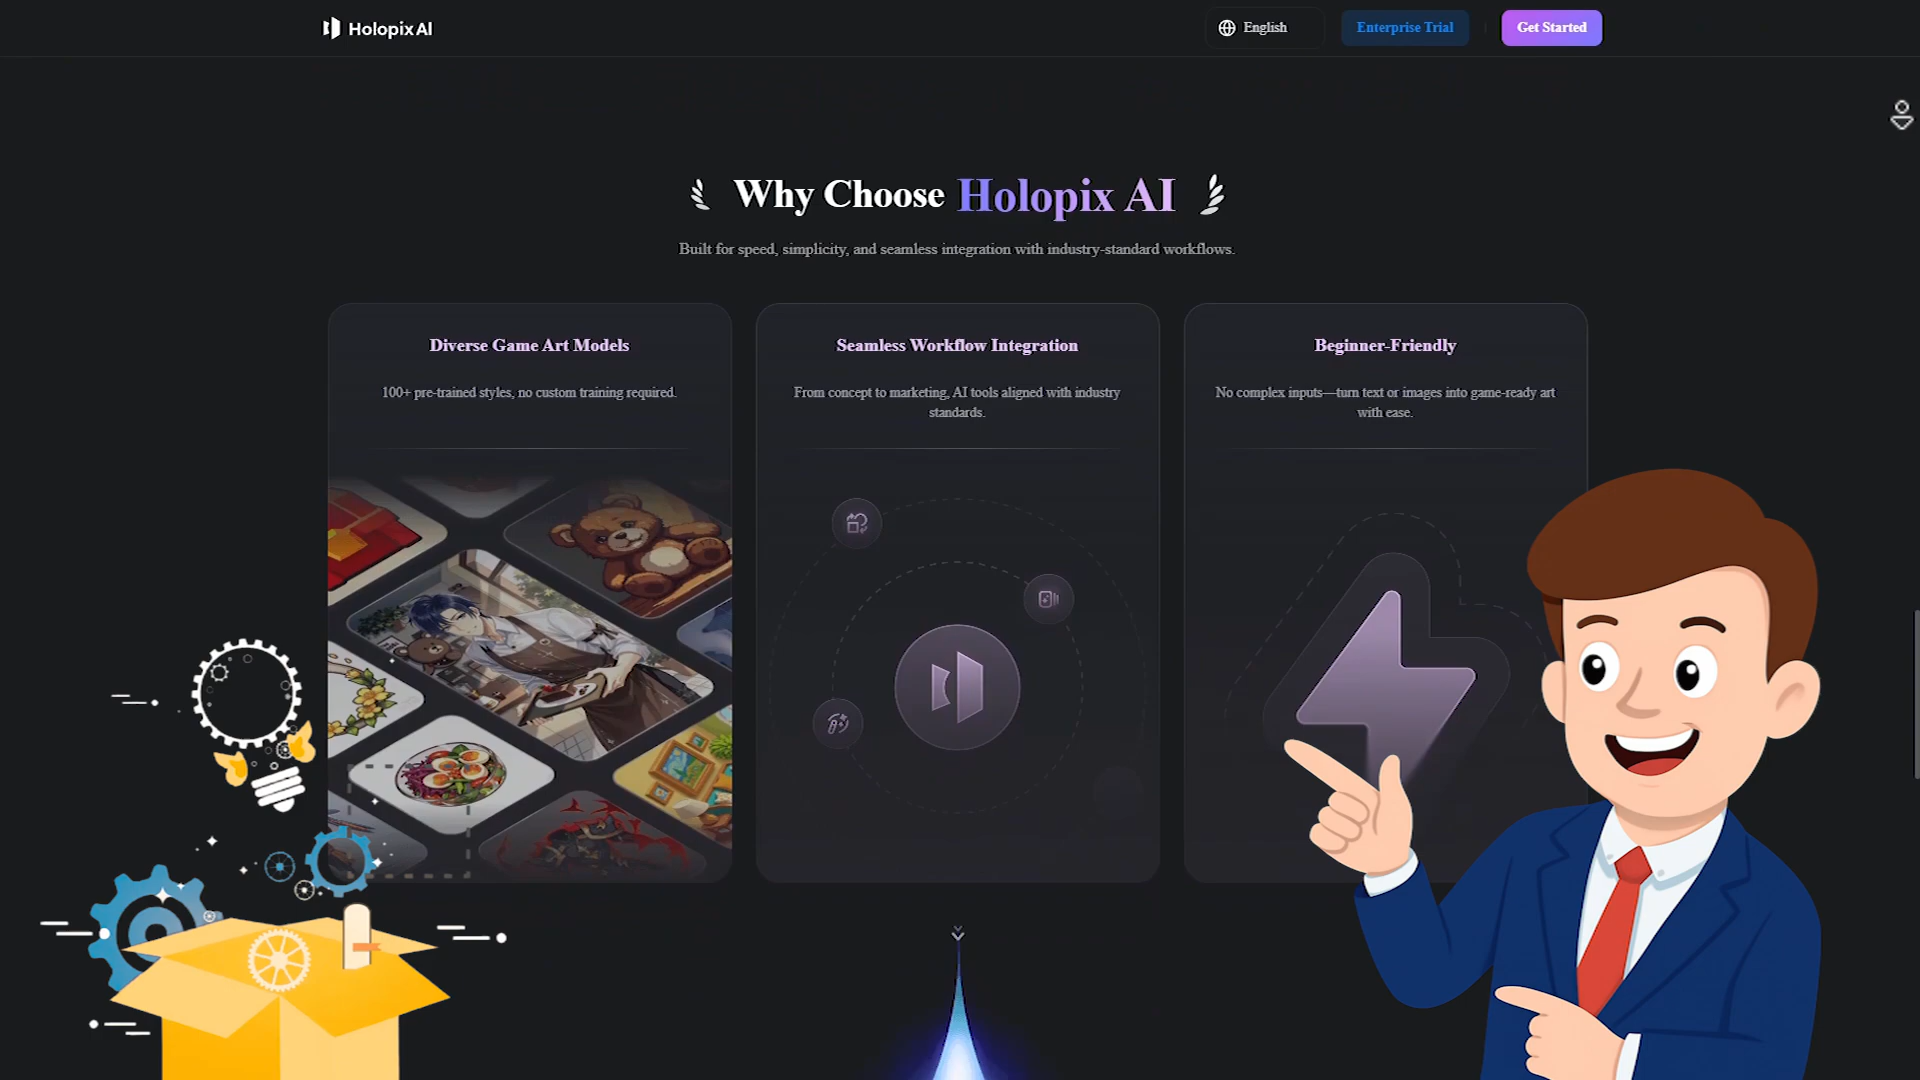 Holopix AI
English
Enterprise Trial
Get Started
Why Choose Holopix AI
Built for speed, simplicity, and seamless integration with industry-standard workflows.
Diverse Game Art Models
100+ pre-trained styles, no custom training required.
Seamless Workflow Integration
From concept to marketing, AI tools aligned with industry
standards.
Beginner-Friendly
No complex inputs—turn text or images into game-ready art
with ease.